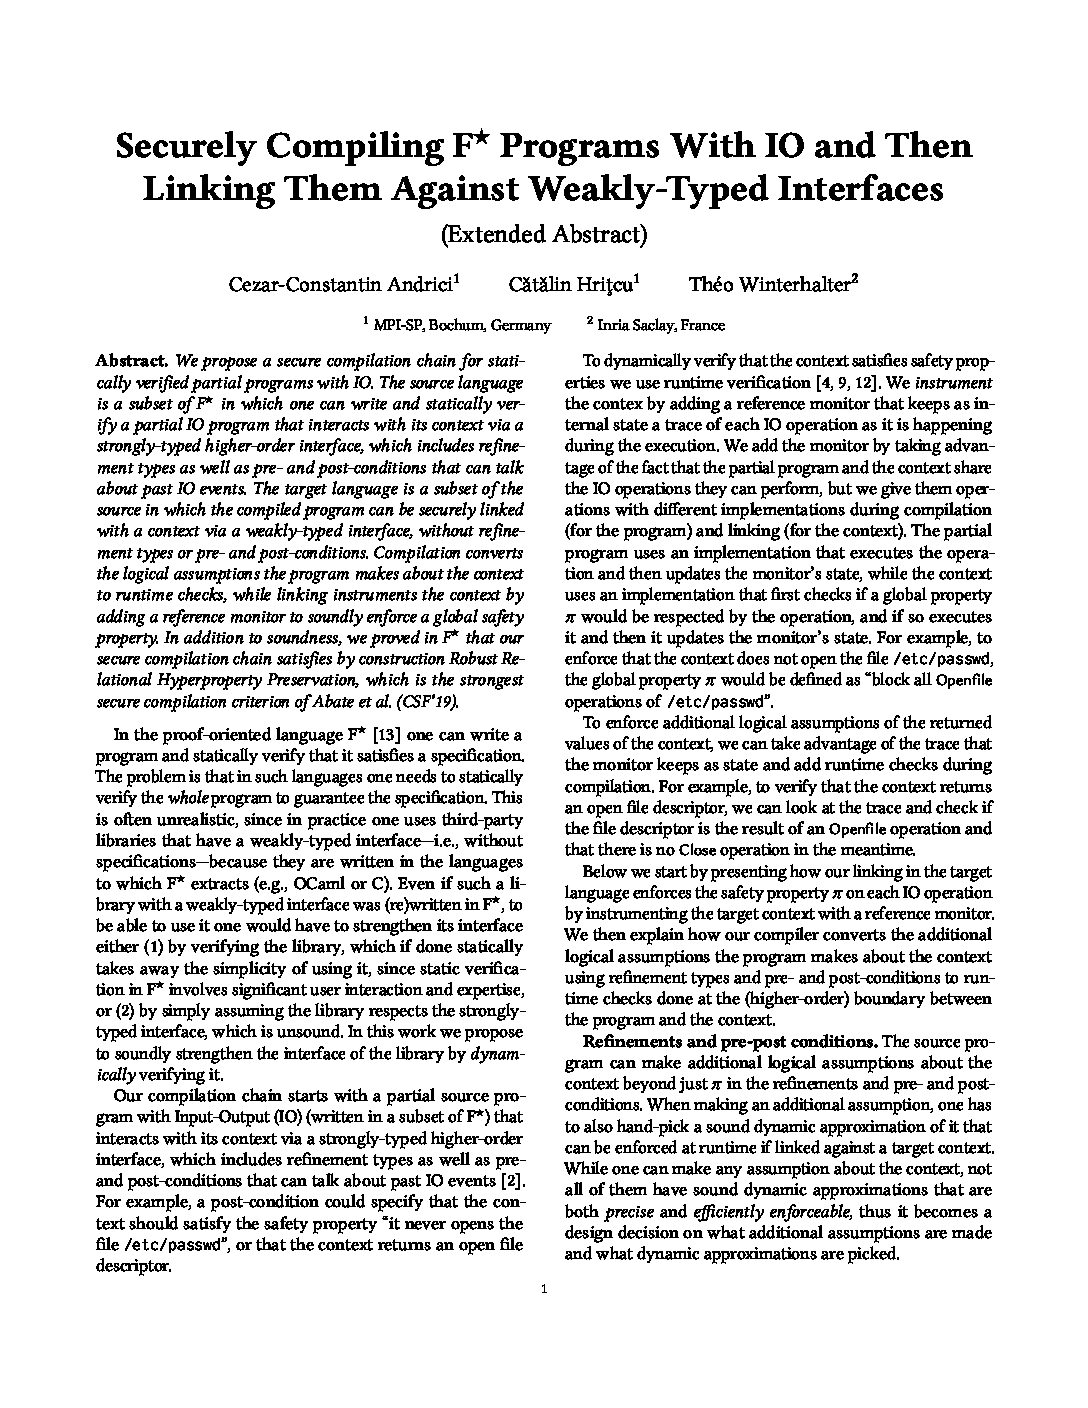 Securely Compiling F★ Programs With IO and Then
Linking Them Against Weakly-Typed Interfaces
(Extended Abstract)
Cezar-Constantin Andrici1 Cătălin Hrițcu1 Théo Winterhalter2
1 MPI-SP, Bochum, Germany 2 Inria Saclay, France
Abstract. We propose a secure compilation chain for stati-
cally verified partial programs with IO. The source language
is a subset of F★ in which one can write and statically ver-
ify a partial IO program that interacts with its context via a
strongly-typed higher-order interface, which includes refine-
ment types as well as pre- and post-conditions that can talk
about past IO events. The target language is a subset of the
source in which the compiled program can be securely linked
with a context via a weakly-typed interface, without refine-
ment types or pre- and post-conditions. Compilation converts
the logical assumptions the program makes about the context
to runtime checks, while linking instruments the context by
adding a reference monitor to soundly enforce a global safety
property. In addition to soundness, we proved in F★ that our
secure compilation chain satisfies by construction Robust Re-
lational Hyperproperty Preservation, which is the strongest
secure compilation criterion of Abate et al. (CSF'19).
In the proof-oriented language F★ [13] one can write a
program and statically verify that it satisfies a specification.
The problem is that in such languages one needs to statically
verify the whole program to guarantee the specification. This
is often unrealistic, since in practice one uses third-party
libraries that have a weakly-typed interface—i.e., without
specifications—because they are written in the languages
to which F★ extracts (e.g., OCaml or C). Even if such a li-
brary with a weakly-typed interface was (re)written in F★, to
be able to use it one would have to strengthen its interface
either (1) by verifying the library, which if done statically
takes away the simplicity of using it, since static verifica-
tion in F★ involves significant user interaction and expertise,
or (2) by simply assuming the library respects the strongly-
typed interface, which is unsound. In this work we propose
to soundly strengthen the interface of the library by dynam-
ically verifying it.
Our compilation chain starts with a partial source pro-
gram with Input-Output (IO) (written in a subset of F★) that
interacts with its context via a strongly-typed higher-order
interface, which includes refinement types as well as pre-
and post-conditions that can talk about past IO events [2].
For example, a post-condition could specify that the con-
text should satisfy the safety property “it never opens the
file /etc/passwd”, or that the context returns an open file
descriptor.
To dynamically verify that the context satisfies safety prop-
erties we use runtime verification [4, 9, 12]. We instrument
the contex by adding a reference monitor that keeps as in-
ternal state a trace of each IO operation as it is happening
during the execution. We add the monitor by taking advan-
tage of the fact that the partial program and the context share
the IO operations they can perform, but we give them oper-
ations with different implementations during compilation
(for the program) and linking (for the context). The partial
program uses an implementation that executes the opera-
tion and then updates the monitor's state, while the context
uses an implementation that first checks if a global property
π would be respected by the operation, and if so executes
it and then it updates the monitor's state. For example, to
enforce that the context does not open the file /etc/passwd,
the global property π would be defined as “block all Openfile
operations of /etc/passwd”.
To enforce additional logical assumptions of the returned
values of the context, we can take advantage of the trace that
the monitor keeps as state and add runtime checks during
compilation. For example, to verify that the context returns
an open file descriptor, we can look at the trace and check if
the file descriptor is the result of an Openfile operation and
that there is no Close operation in the meantime.
Below we start by presenting how our linking in the target
language enforces the safety property π on each IO operation
by instrumenting the target context with a reference monitor.
We then explain how our compiler converts the additional
logical assumptions the program makes about the context
using refinement types and pre- and post-conditions to run-
time checks done at the (higher-order) boundary between
the program and the context.
Refinements and pre-post conditions. The source pro-
gram can make additional logical assumptions about the
context beyond just π in the refinements and pre- and post-
conditions. When making an additional assumption, one has
to also hand-pick a sound dynamic approximation of it that
can be enforced at runtime if linked against a target context.
While one can make any assumption about the context, not
all of them have sound dynamic approximations that are
both precise and efficiently enforceable, thus it becomes a
design decision on what additional assumptions are made
and what dynamic approximations are picked.
1